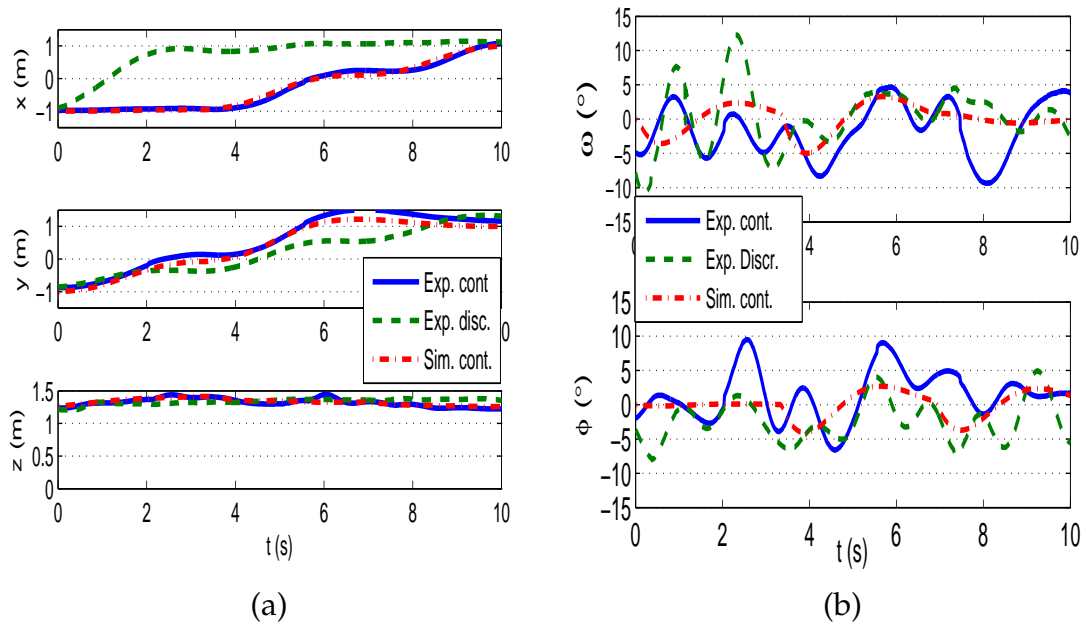 x (m)
1
0
−1
0 2 4 6 8 10
y (m)
1
0
−1
0 2 4 0
Exp. cont
Exp. disc.
Sim. cont.
z (m)
1.5
1
0.5
0
0 2 4 6 8 10
t (s)
(a)
ω (°)
15
10
5
0
−5
−10
−15
4 6 8 10
Exp. cont.
Exp. Discr.
Sim. cont.
ϕ (°)
15
10
5
0
−5
−10
−15
0 2 4 6 8 10
t (s)
(b)